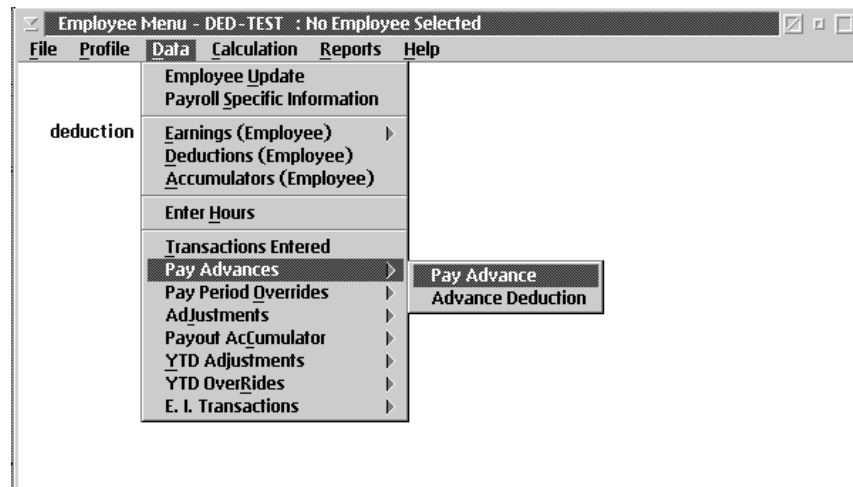 Employee Menu - DED-TEST : No Employee Selected
File Profile Data Calculation Reports Help
Employee Update
Payroll Specific Information
deduction
Earnings (Employee)
Deductions (Employee)
Accumulators (Employee)
Enter Hours
Transactions Entered
Pay Advances
Pay Advance
Advance Deduction
Pay Period Overrides
AdJustments
Payout AcCumulator
YTD Adjustments
YTD OverRides
E. I. Transactions